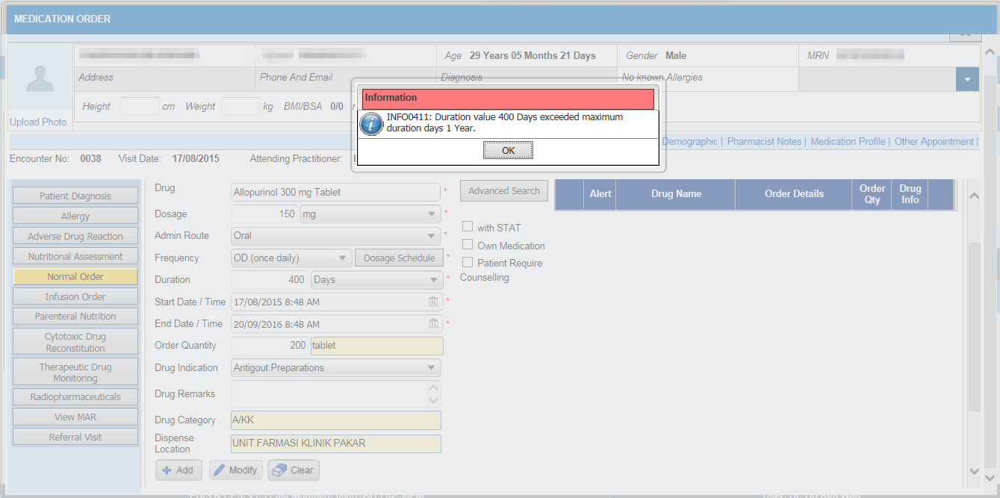 MEDICATION ORDER
Age 29 Years 05 Months 21 Days Gender Male MRN
Address Phone And Email Diagnosis No known Allergies
Height cm Weight kg BMI/BSA 0/0
Upload Photo
Information
INFO0411: Duration value 400 Days exceeded maximum
duration days 1 Year.
OK
Demographic | Pharmacist Notes | Medication Profile | Other Appointment |
Encounter No: 0038 Visit Date: 17/08/2015 Attending Practitioner:
Patient Diagnosis
Allergy
Adverse Drug Reaction
Nutritional Assessment
Normal Order
Infusion Order
Parenteral Nutrition
Cytotoxic Drug
Reconstitution
Therapeutic Drug
Monitoring
Radiopharmaceuticals
View MAR
Referral Visit
Drug Allopurinol 300 mg Tablet * Advanced Search
Dosage 150 mg *
Admin Route Oral *
Frequency OD (once daily) Dosage Schedule *
Duration 400 Days *
Start Date / Time 17/08/2015 8:48 AM *
End Date / Time 20/09/2016 8:48 AM *
Order Quantity 200 tablet
Drug Indication Antigout Preparations
Drug Remarks
Drug Category A/KK
Dispense
Location UNIT FARMASI KLINIK PAKAR
Add Modify Clear
with STAT
Own Medication
Patient Require
Counselling
Alert Drug Name Order Details Order
Qty Drug
Info